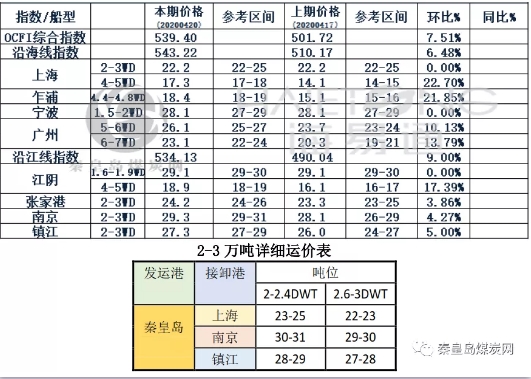 指数/船型 本期价格 (20200420) 参考区间 上期价格 (20200417) 参考区间 环比% 同比%
OCFI综合指数 539.40 501.72 7.51%
沿海线指数 543.22 510.17 6.48%
上海 2-3WD 22.2 22-25 22.2 22-25 0.00%
4-5WD 17.3 17-18 14.1 14-15 22.70%
乍浦 4.4-4.8WD 18.4 18-19 15.1 15-16 21.85%
宁波 1.5-2WD 28.1 27-29 28.1 27-29 0.00%
广州 5-6WD 26.1 25-27 23.7 23-24 10.13%
6-7WD 23.1 22-24 20.3 19-21 13.79%
沿江线指数 534.13 490.04 9.00%
江阴 1.6-1.9WD 29.1 29-30 29.1 29-30 0.00%
4-5WD 18.9 18-19 16.1 16-17 17.39%
张家港 2-3WD 24.2 24-26 23.3 23-25 3.86%
南京 2-3WD 29.3 29-31 28.1 26-29 4.27%
镇江 2-3WD 27.3 27-29 26.0 24-27 5.00%
2-3 万吨详细运价表
发运港 接卸港 吨位
2-2.4DWT 2.6-3DWT
秦皇岛 上海 23-25 22-23
南京 30-31 29-30
镇江 28-29 27-28
秦皇岛煤炭网